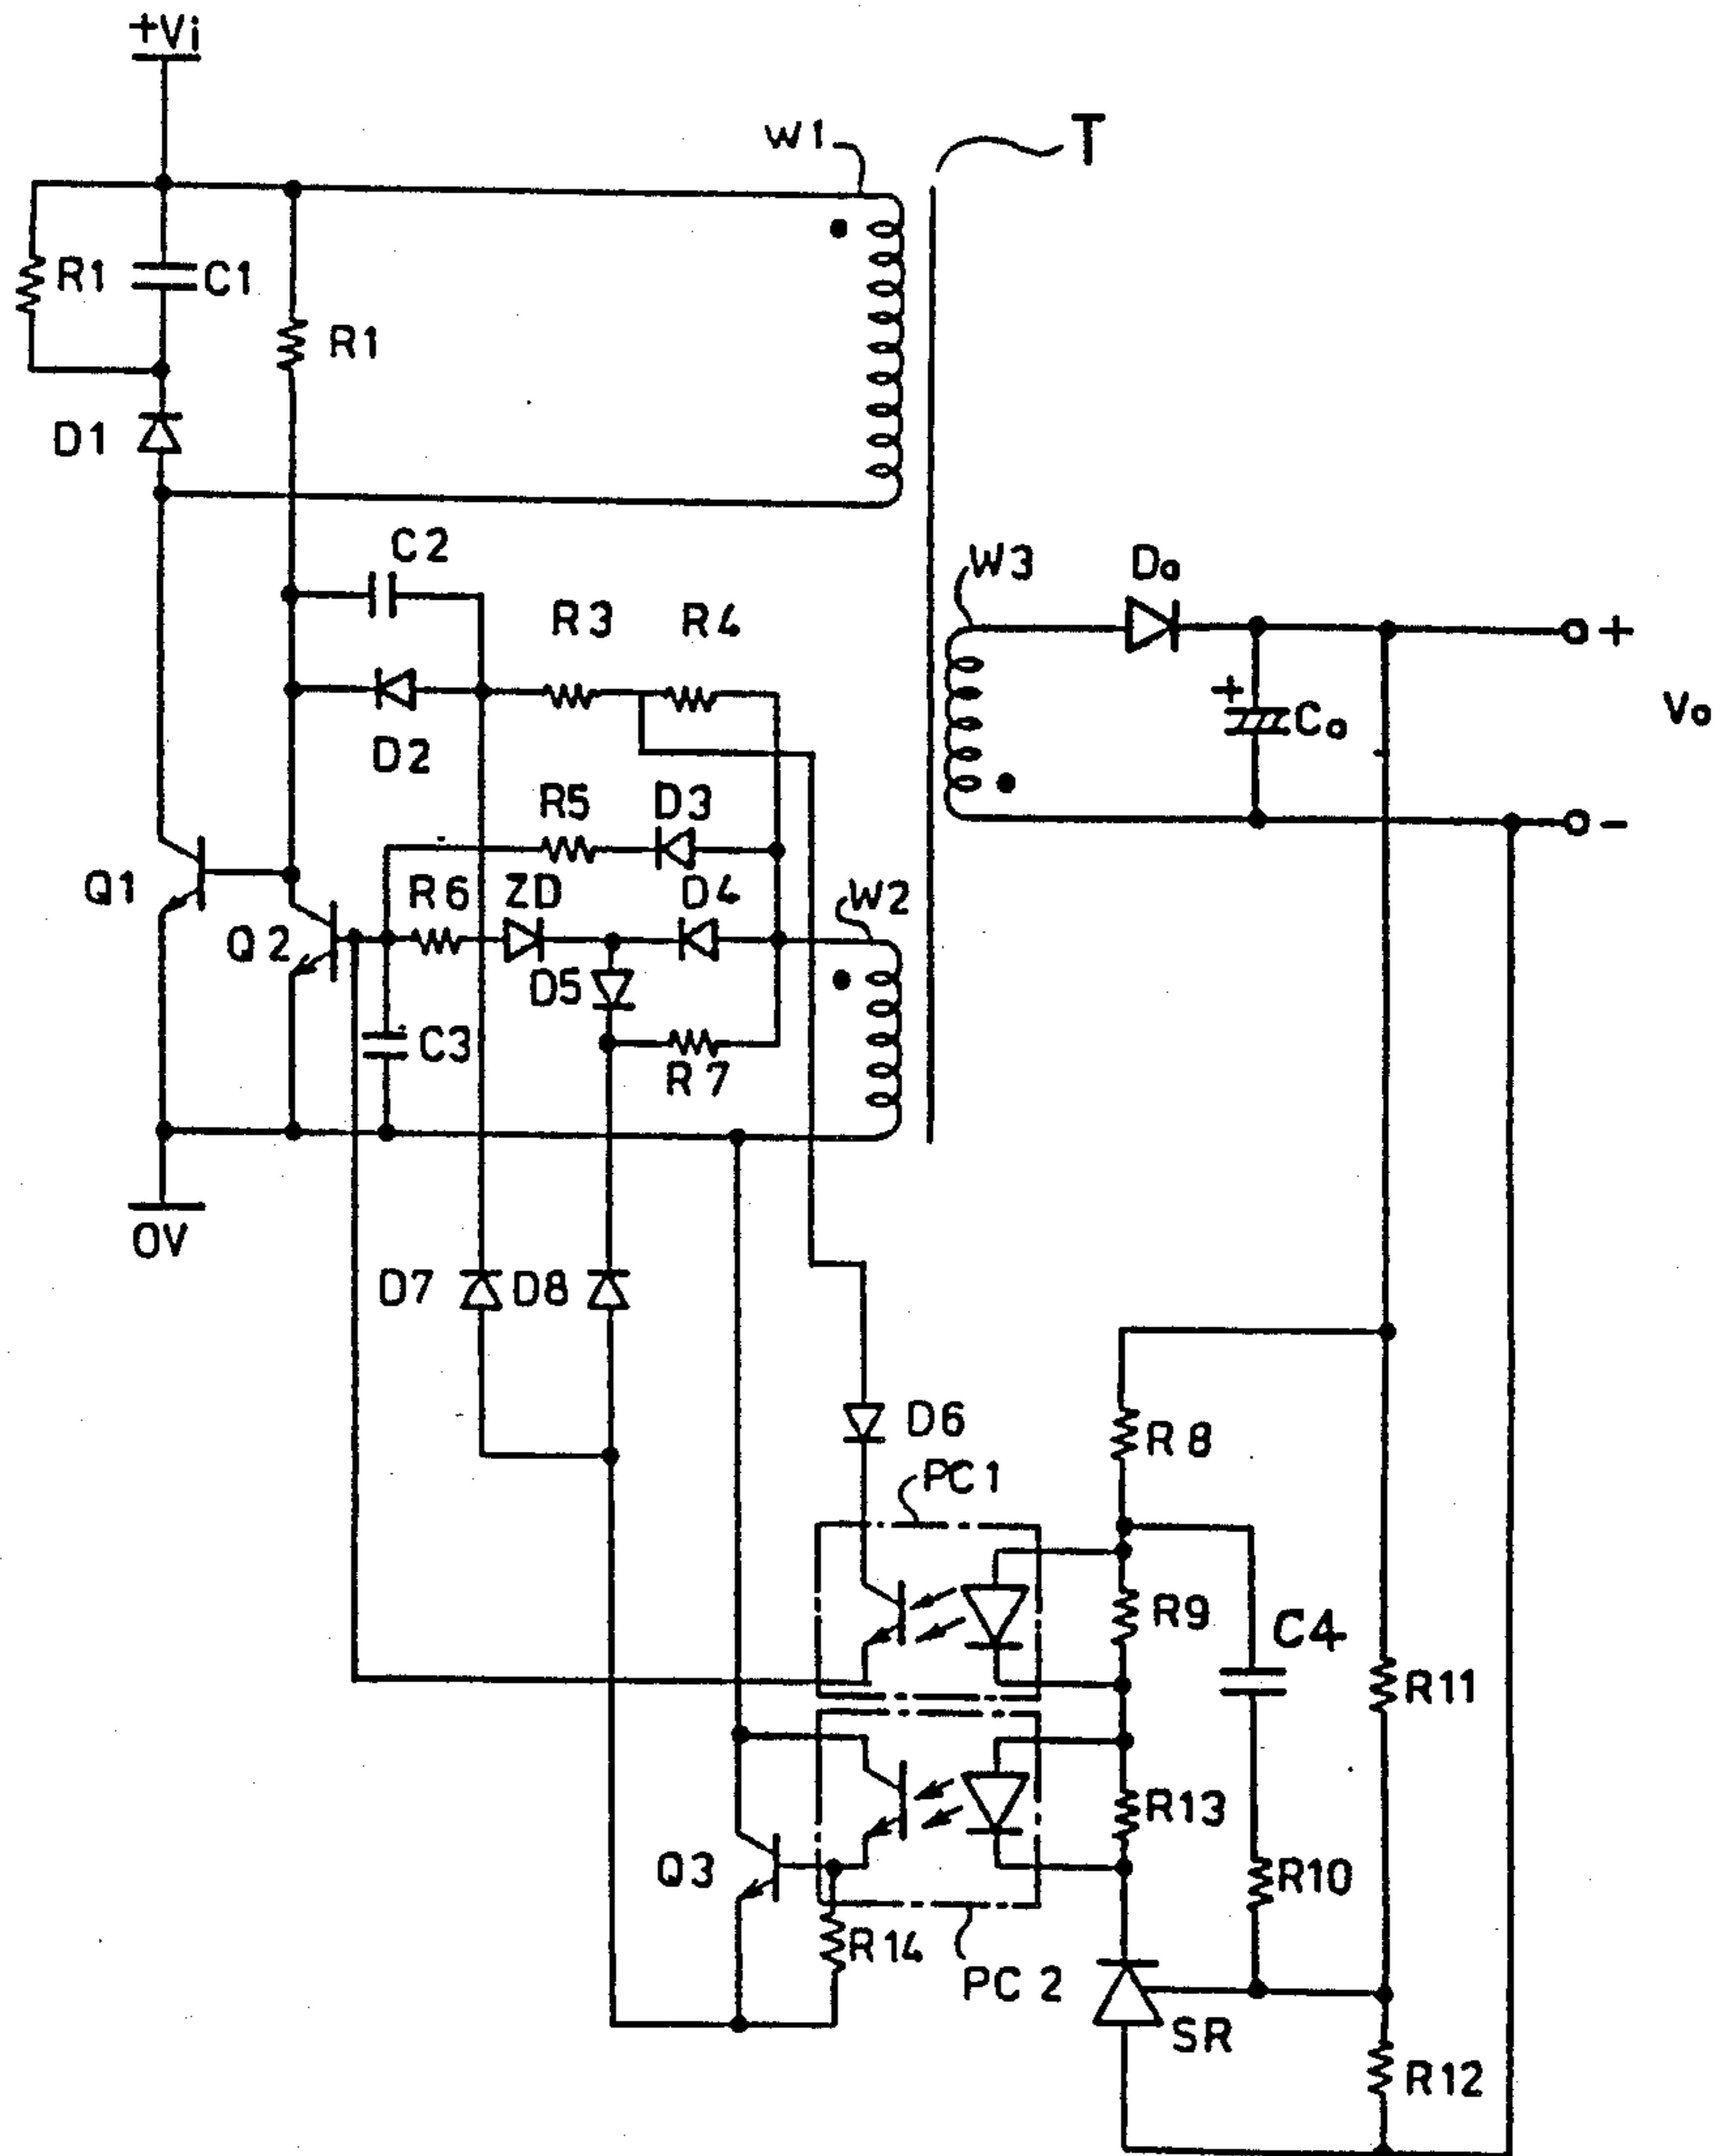 +Vi
W1
T
R1
C1
R1
D1
C2
W3
Do
R3
R4
+
+
Co
Vo
D2
R5
D3
-
Q1
R6
ZD
D4
W2
Q2
D5
C3
R7
0V
D7
D8
D6
R8
PC1
R9
C4
R11
R13
Q3
R10
R14
PC2
SR
R12